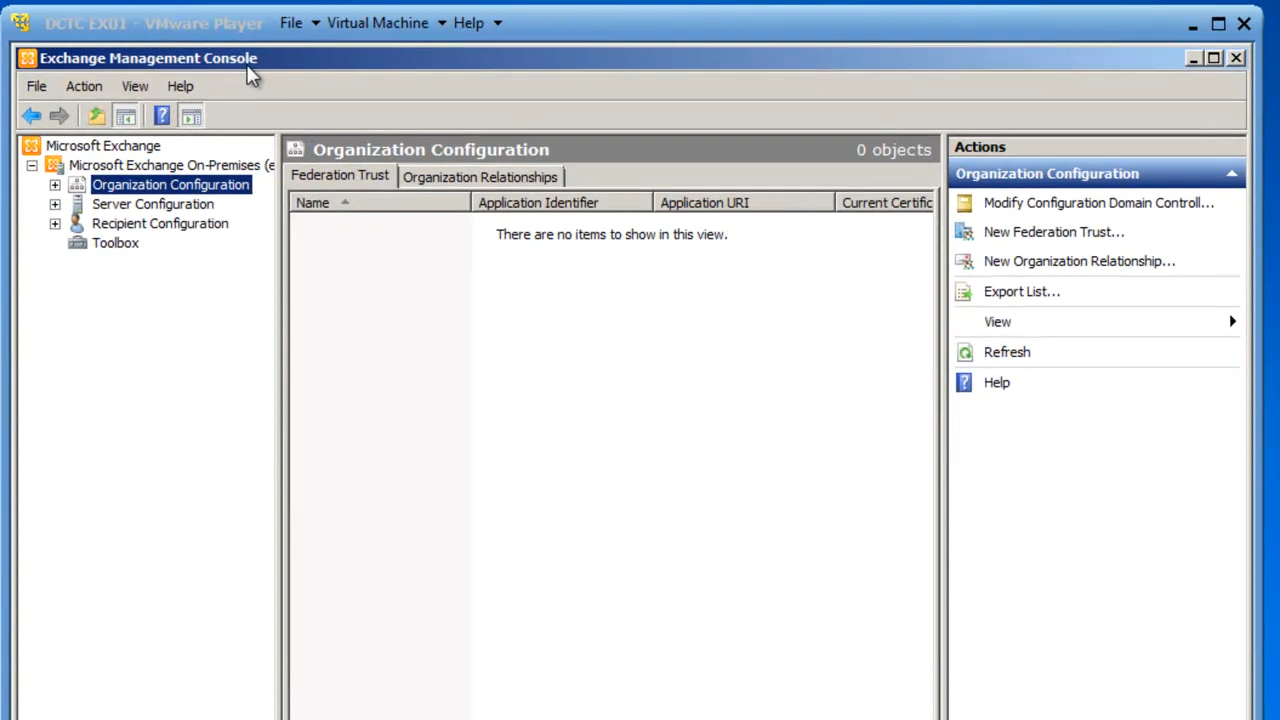 DCTC EX01 - VMware Player File Virtual Machine Help
Exchange Management Console
File Action View Help
Microsoft Exchange
Microsoft Exchange On-Premises (e
Organization Configuration
Server Configuration
Recipient Configuration
Toolbox
Organization Configuration 0 objects
Federation Trust Organization Relationships
Name Application Identifier Application URI Current Certific
There are no items to show in this view.
Actions
Organization Configuration
Modify Configuration Domain Controll...
New Federation Trust...
New Organization Relationship...
Export List...
View
Refresh
Help